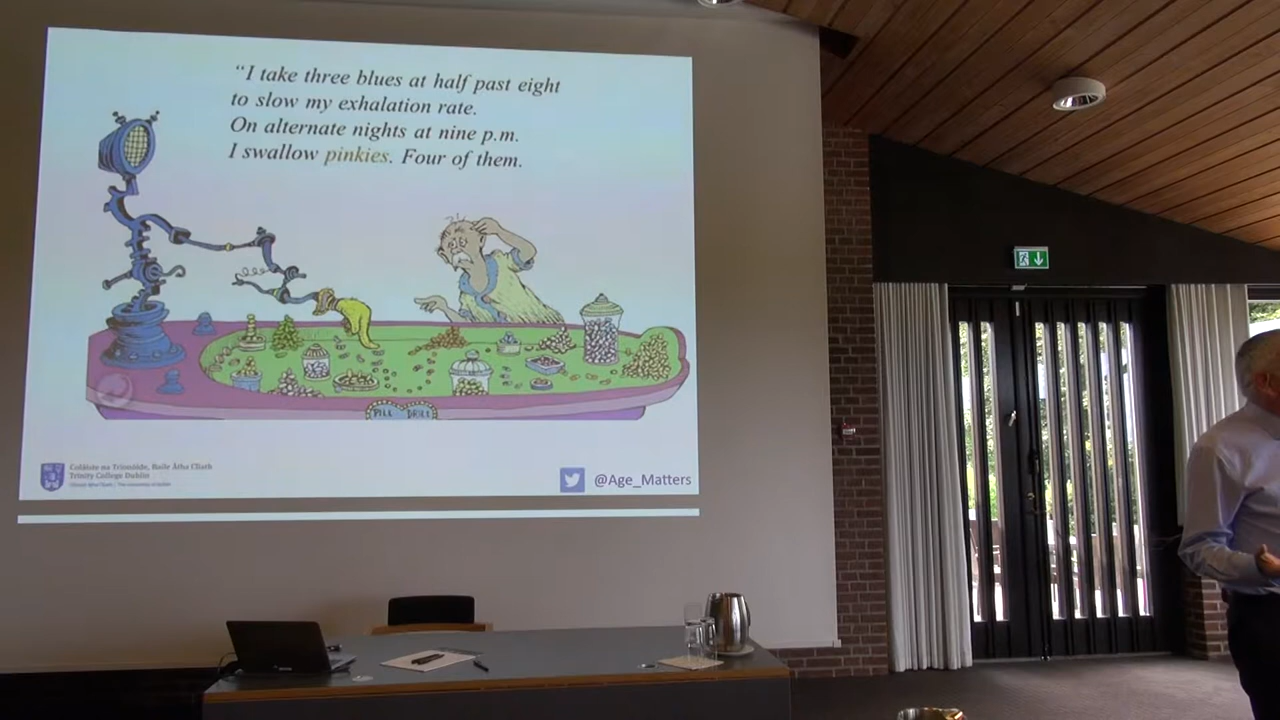 "I take three blues at half past eight
to slow my exhalation rate.
On alternate nights at nine p.m.
I swallow pinkies. Four of them.
PILL DRILL
Coláiste na Tríonóide, Baile Átha Cliath
Trinity College Dublin
@Age_Matters